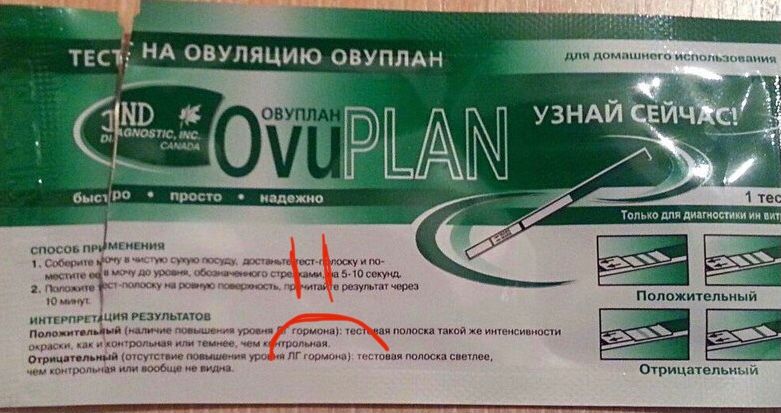 ТЕСТ НА ОВУЛЯЦИЮ ОВУПЛАН
для домашнего использования
IND
DIAGNOSTIC, INC.
CANADA
ОВУПЛАН
OvuPLAN
УЗНАЙ СЕЙЧАС!
быстро • просто • надежно
1 тес
Только для диагностики ин вит
СПОСОБ ПРИМЕНЕНИЯ
1. Соберите мочу в чистую сухую посуду, достаньте тест-полоску и по-
местите ее в мочу до уровня, обозначенного стрелками, на 5-10 секунд.
2. Положите тест-полоску на ровную поверхность, прочитайте результат через
10 минут.
ИНТЕРПРЕТАЦИЯ РЕЗУЛЬТАТОВ
Положительный (наличие повышения уровня ЛГ гормона): тестовая полоска такой же интенсивности
окраски, как и контрольная или темнее, чем контрольная.
Отрицательный (отсутствие повышения уровня ЛГ гормона): тестовая полоска светлее,
чем контрольная или вообще не видна.
Положительный
Отрицательный